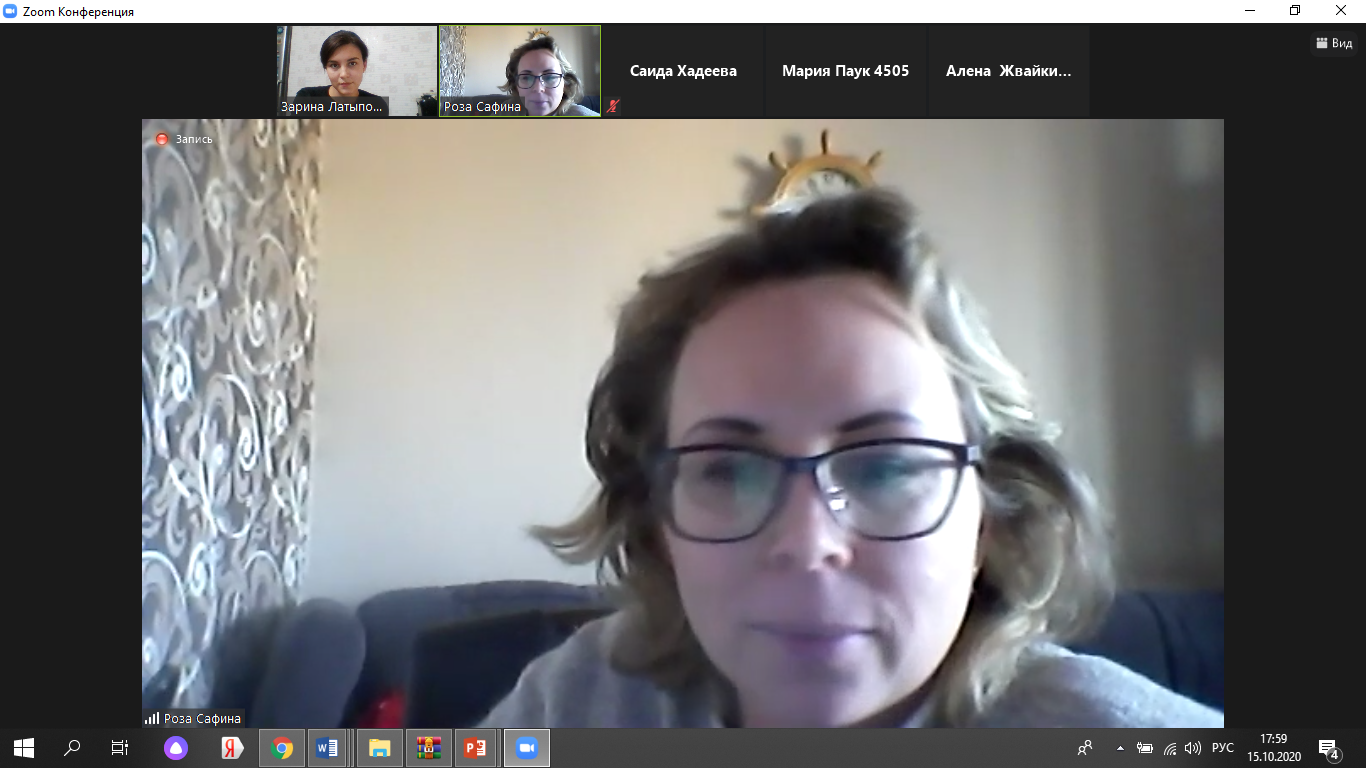 Zoom Конференция
Вид
Зарина Латыпо...
Роза Сафина
Саида Хадеева
Мария Паук 4505
Алена Жвайки...
Запись
Роза Сафина
РУС
17:59
15.10.2020
4